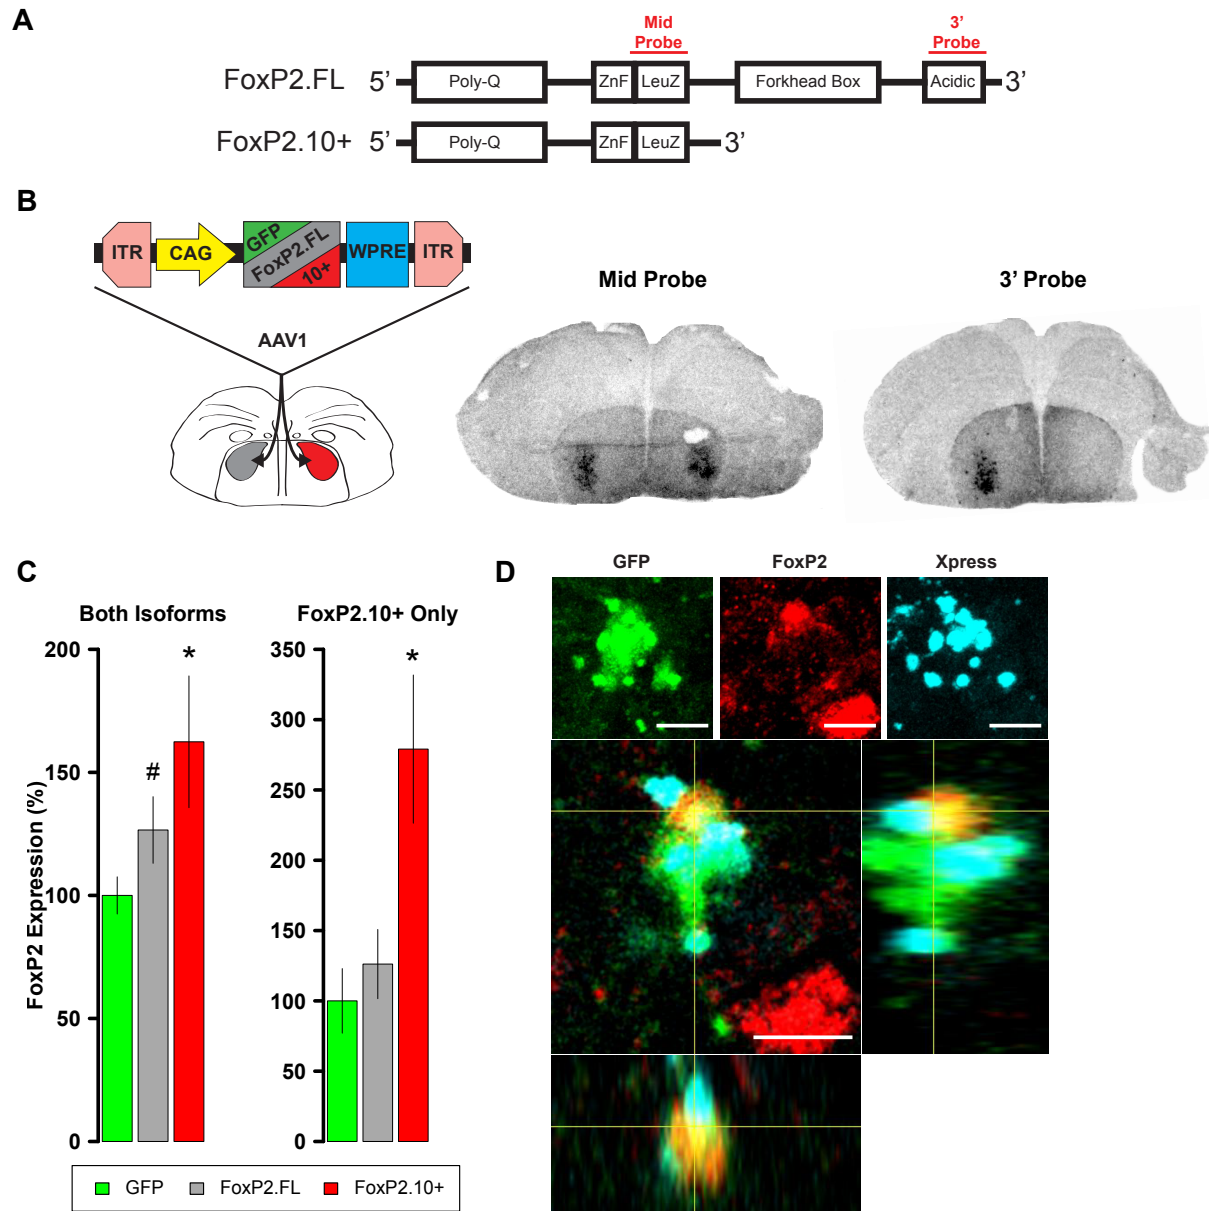 A
Mid
Probe
3’
Probe
FoxP2.FL 5’ Poly-Q ZnF LeuZ Forkhead Box Acidic 3’
FoxP2.10+ 5’ Poly-Q ZnF LeuZ 3’
B
ITR CAG GFP FoxP2.FL 10+ WPRE ITR
AAV1
Mid Probe
3’ Probe
C
Both Isoforms
FoxP2.10+ Only
FoxP2 Expression (%)
200
150
100
50
0
#
*
350
300
250
200
150
100
50
0
*
GFP FoxP2.FL FoxP2.10+
D
GFP FoxP2 Xpress